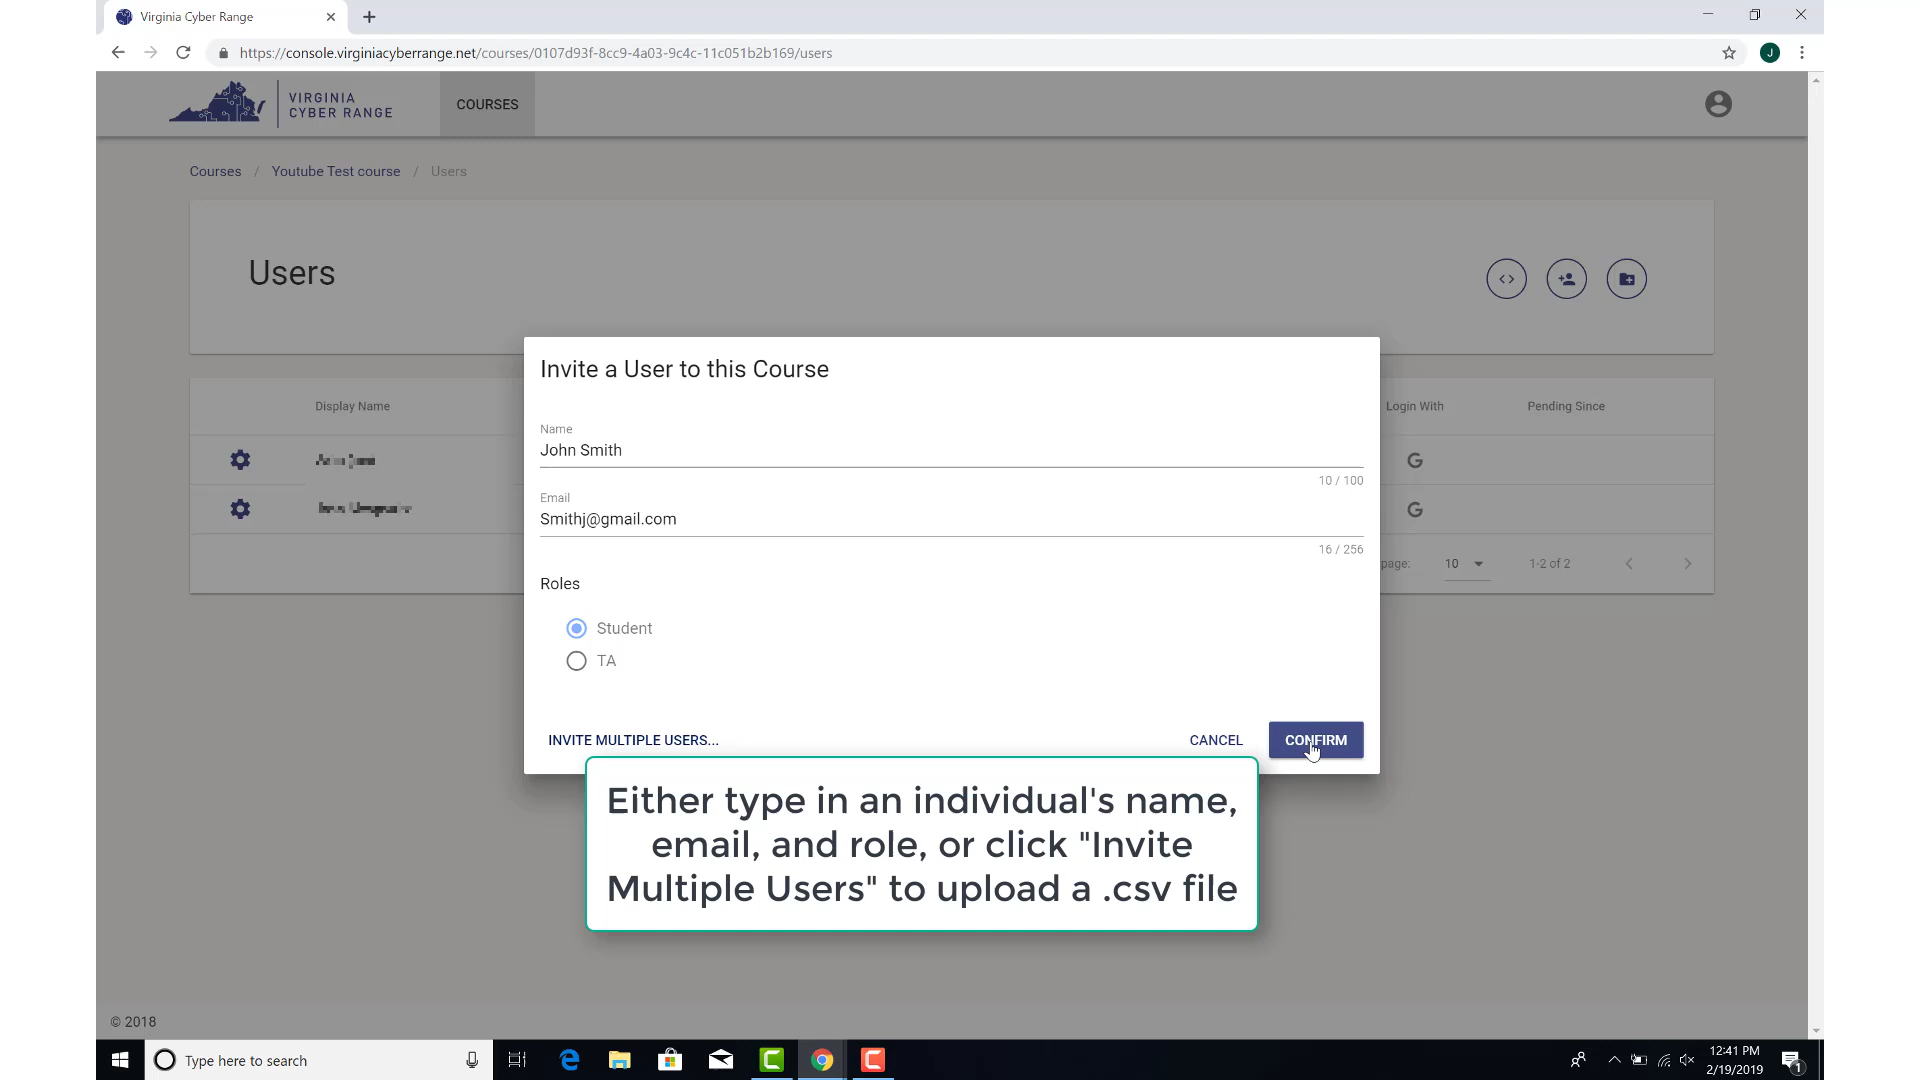 Virginia Cyber Range
https://console.virginiacyberrange.net/courses/0107d93f-8cc9-4a03-9c4c-11c051b2b169/users
J
VIRGINIA
CYBER RANGE
COURSES
Courses / Youtube Test course / Users
Users
Invite a User to this Course
Display Name
Login With
Pending Since
Name
John Smith
10 / 100
Email
Smithj@gmail.com
16 / 256
page:
10
1-2 of 2
Roles
Student
TA
INVITE MULTIPLE USERS...
CANCEL
CONFIRM
Either type in an individual's name,
email, and role, or click "Invite
Multiple Users" to upload a .csv file
© 2018
Type here to search
12:41 PM
2/19/2019
1